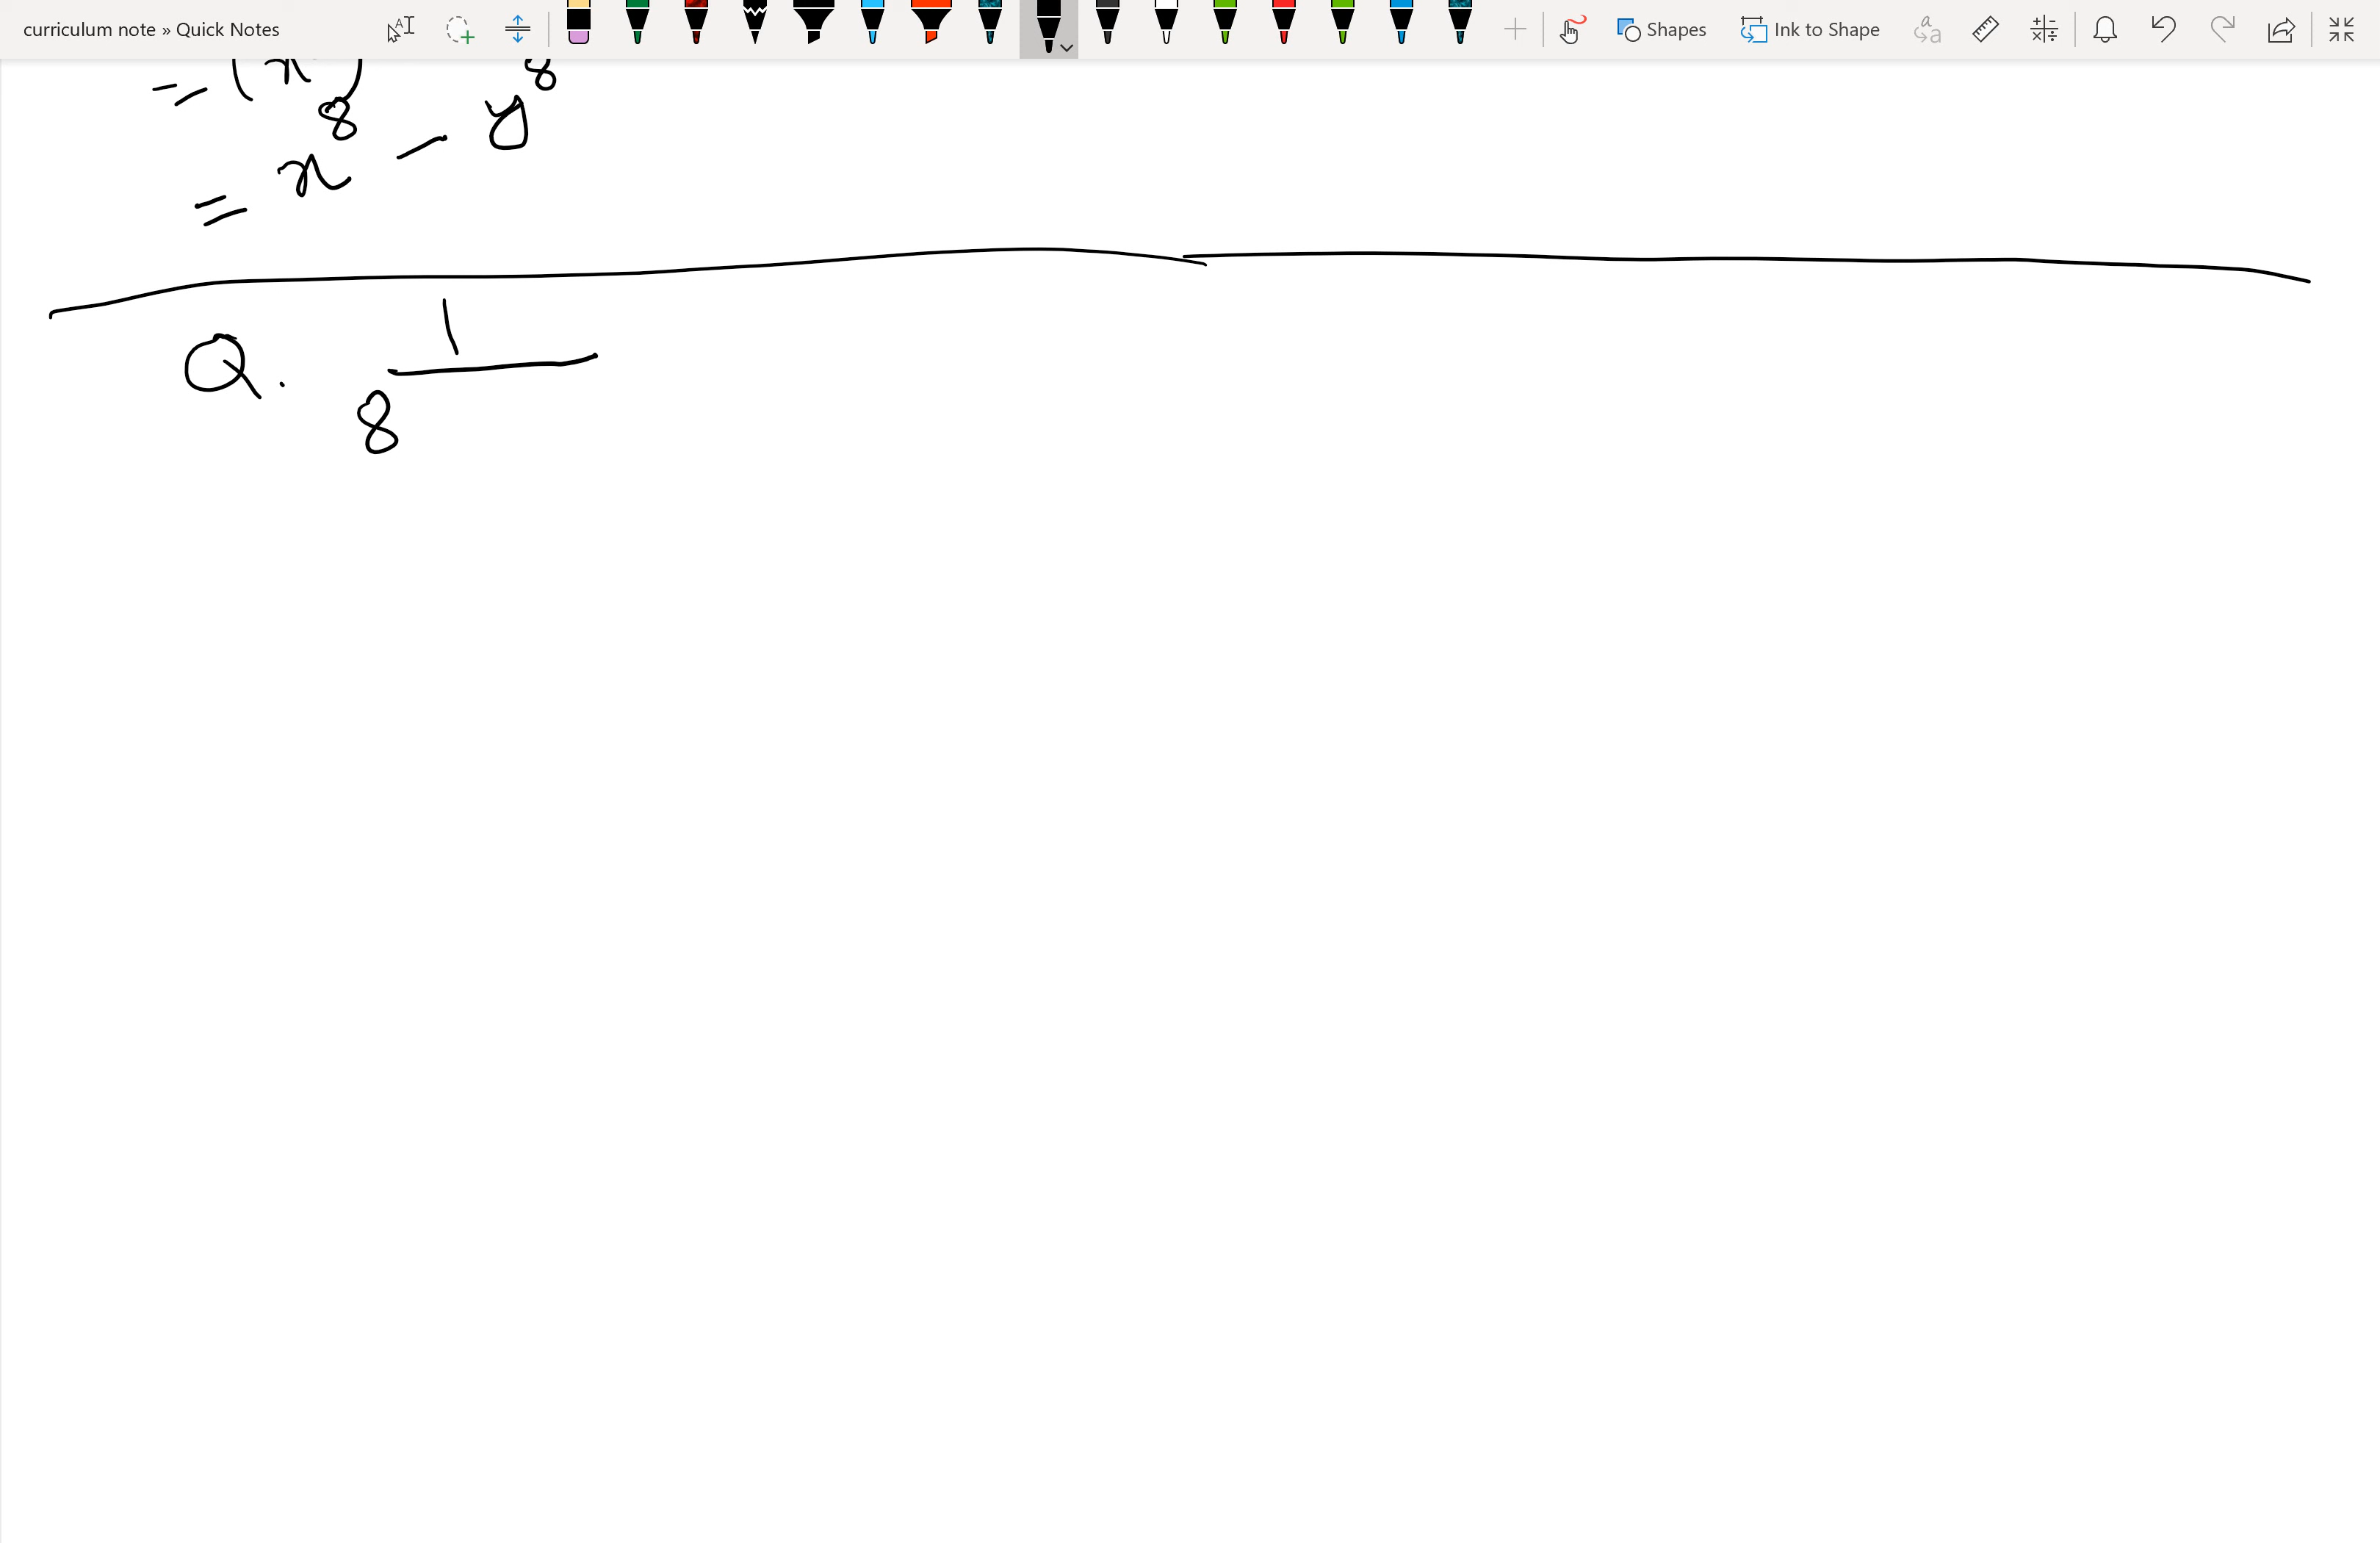 curriculum note » Quick Notes
Shapes
Ink to Shape
= (x )
= x⁸ - y⁸
Q. 1
8